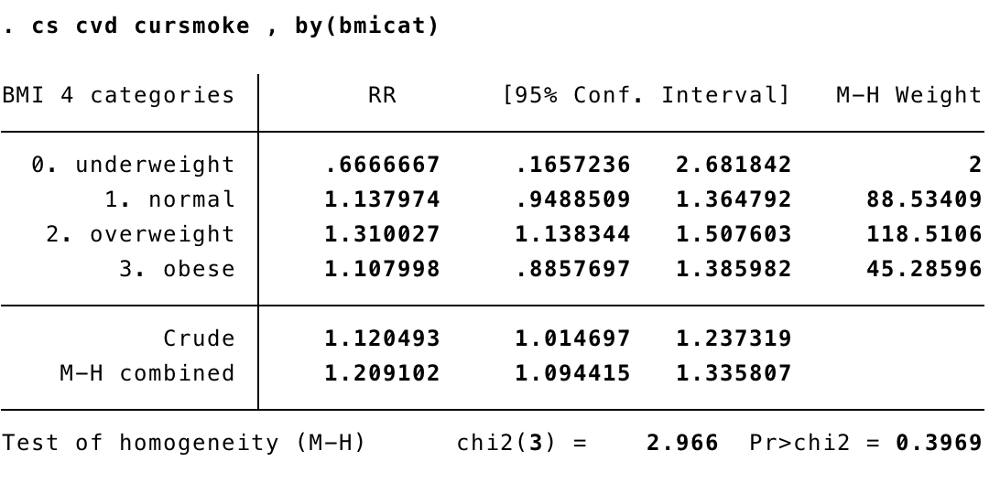 . cs cvd cursmoke , by(bmicat)
BMI 4 categories RR [95% Conf. Interval] M-H Weight
0. underweight .6666667 .1657236 2.681842 2
1. normal 1.137974 .9488509 1.364792 88.53409
2. overweight 1.310027 1.138344 1.507603 118.5106
3. obese 1.107998 .8857697 1.385982 45.28596
Crude 1.120493 1.014697 1.237319
M-H combined 1.209102 1.094415 1.335807
Test of homogeneity (M-H) chi2(3) = 2.966 Pr>chi2 = 0.3969